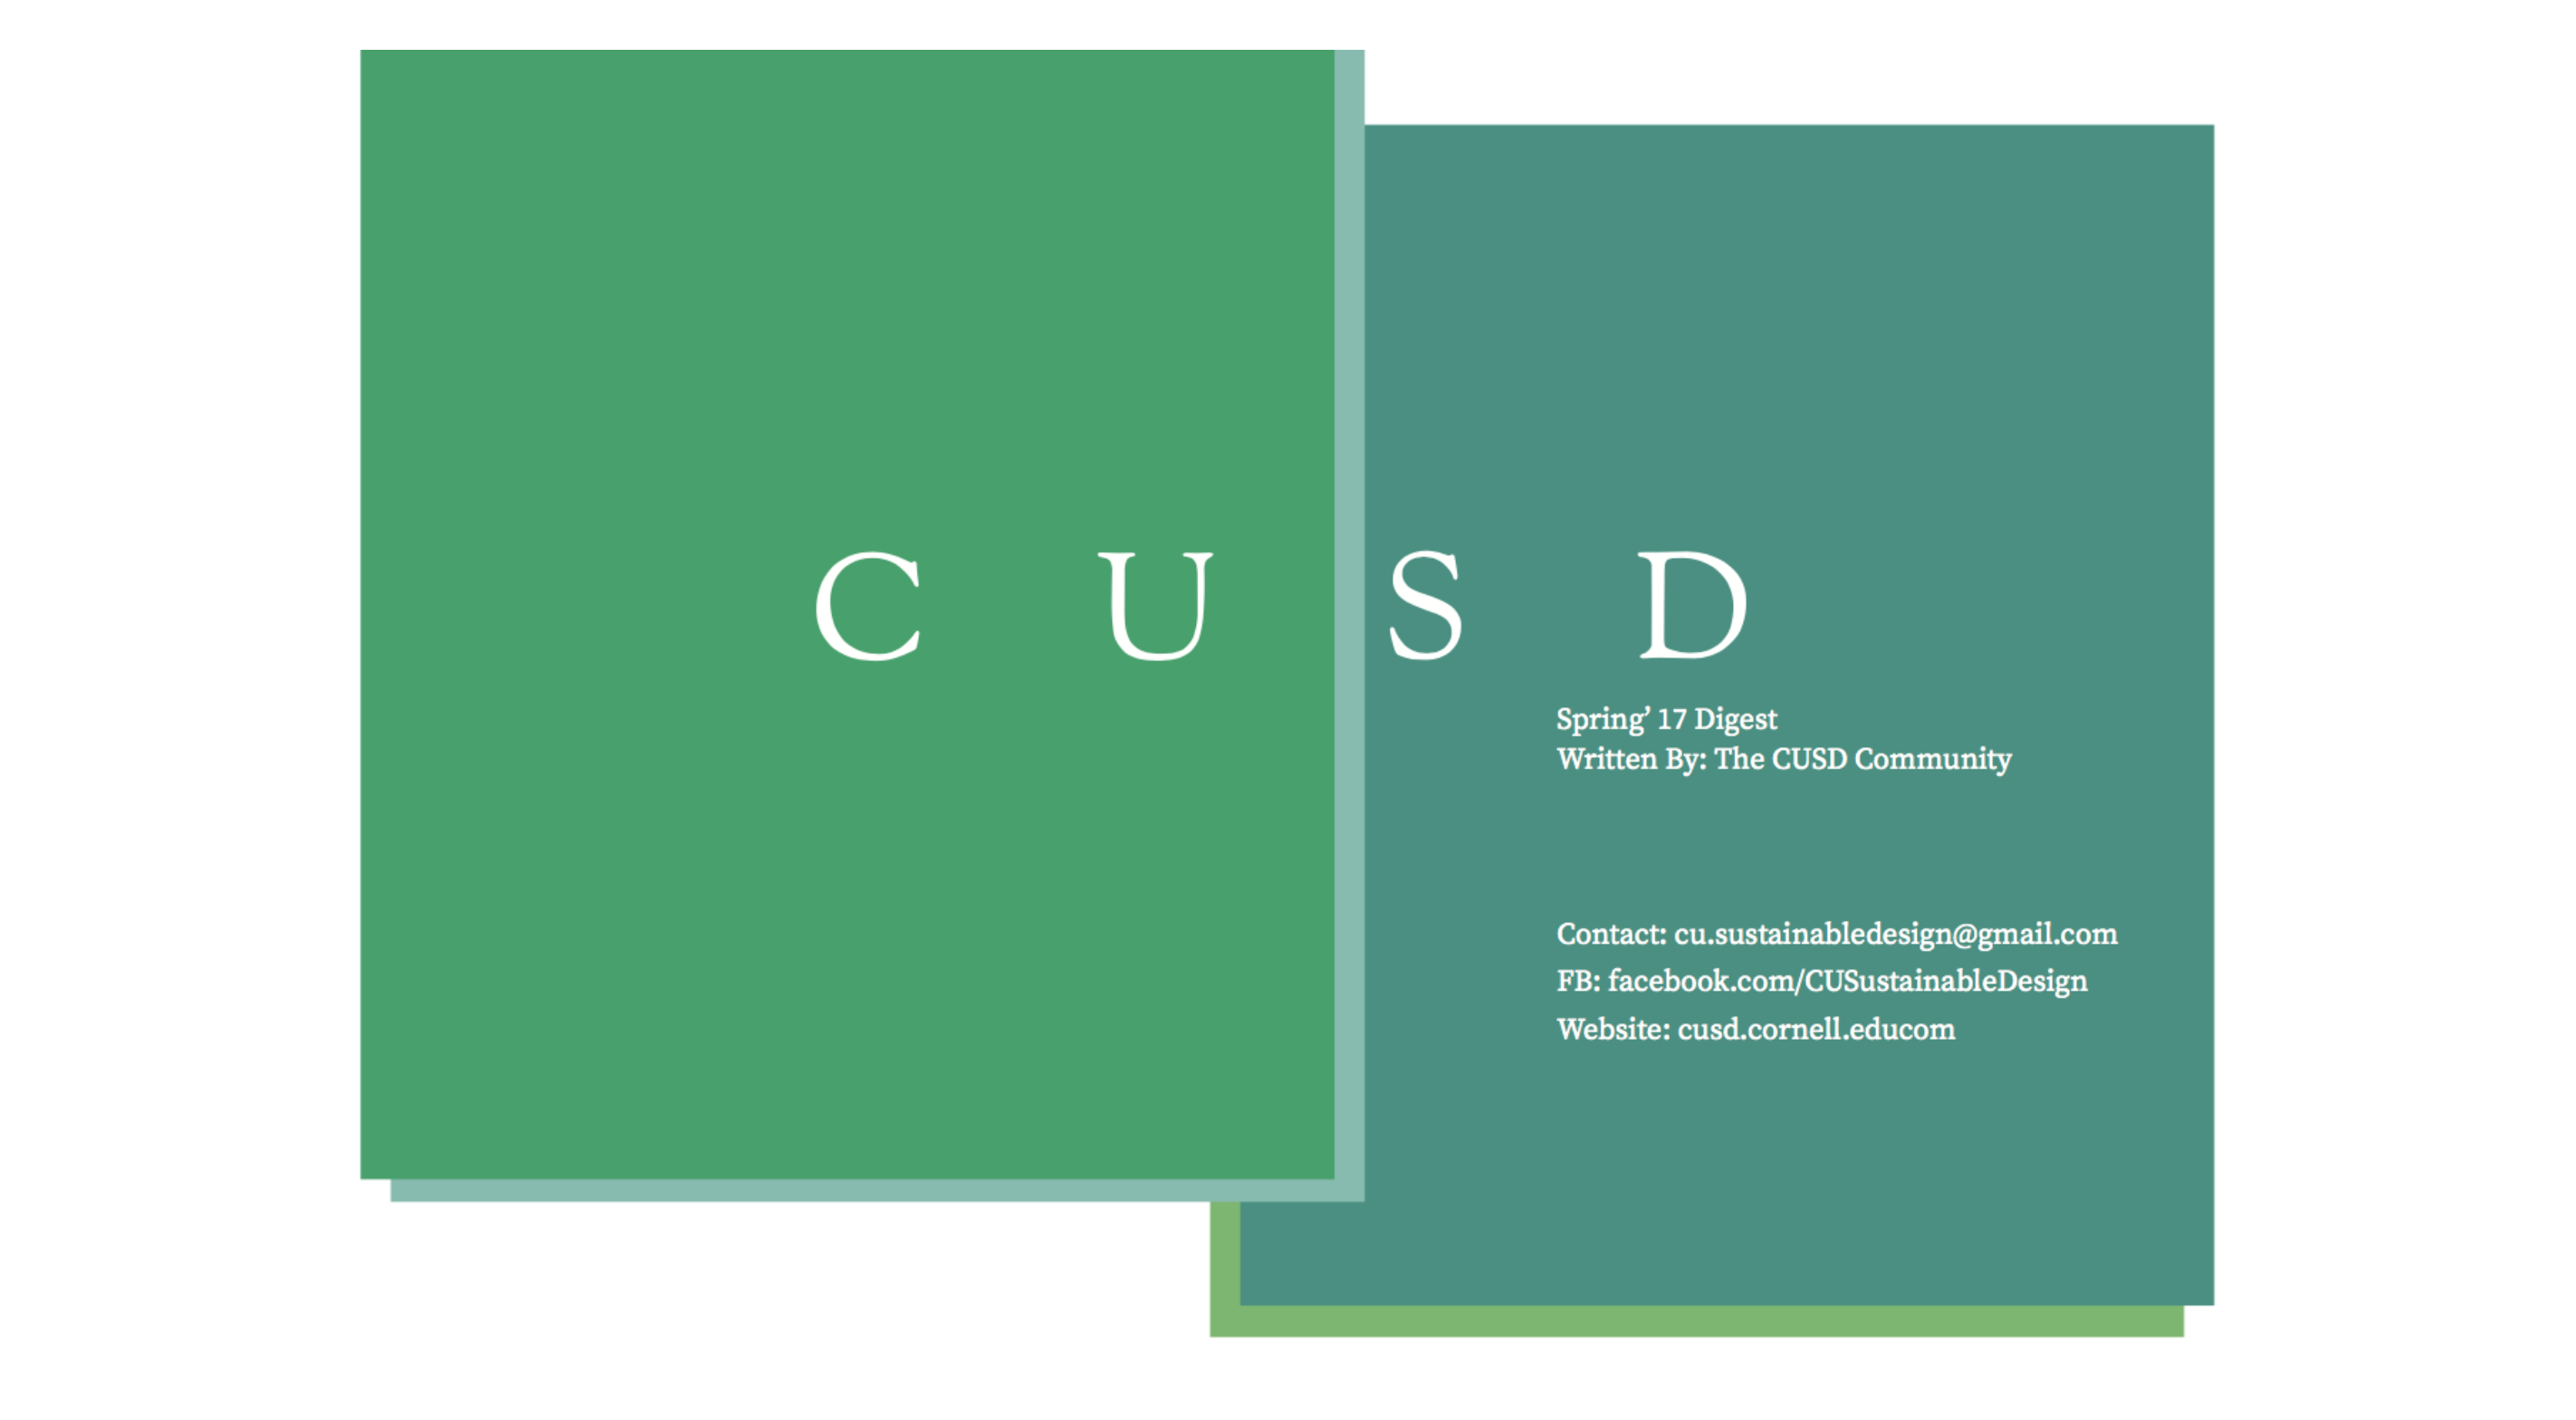 C U S D
Spring’ 17 Digest
Written By: The CUSD Community
Contact: cu.sustainabledesign@gmail.com
FB: facebook.com/CUSustainableDesign
Website: cusd.cornell.educom